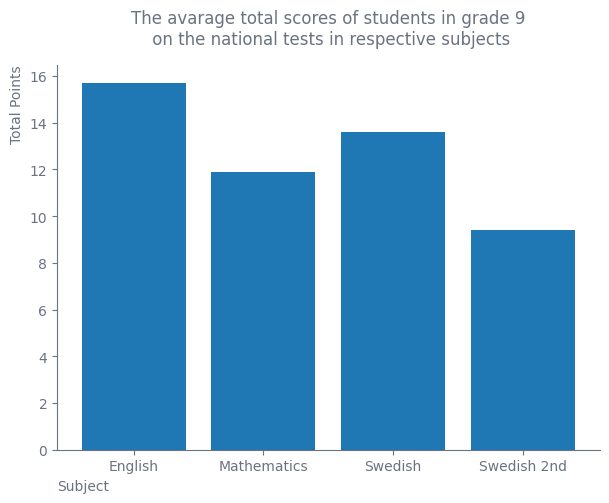 The avarage total scores of students in grade 9
on the national tests in respective subjects
Total Points
16
14
12
10
8
6
4
2
0
English Mathematics Swedish Swedish 2nd
Subject